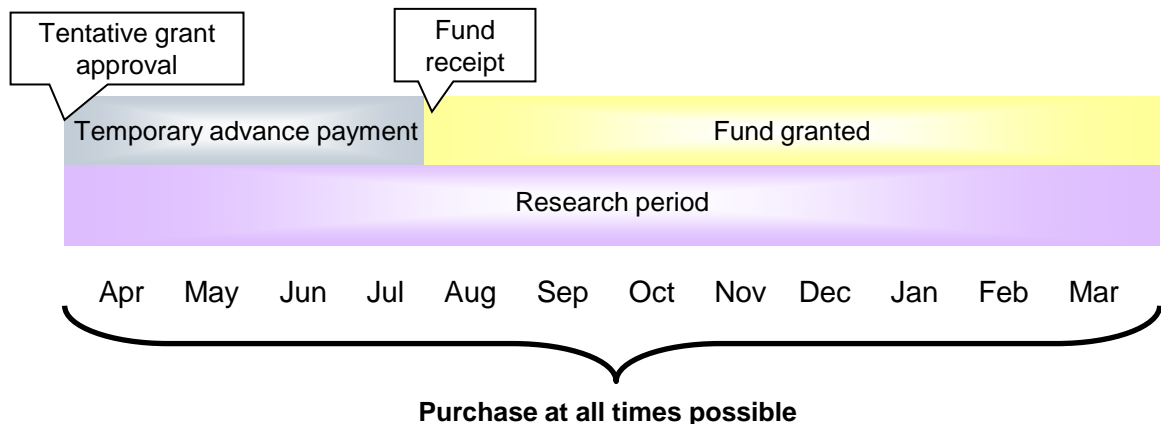 Tentative grant
approval
Fund
receipt
Temporary advance payment
Fund granted
Research period
Apr May Jun Jul Aug Sep Oct Nov Dec Jan Feb Mar
Purchase at all times possible